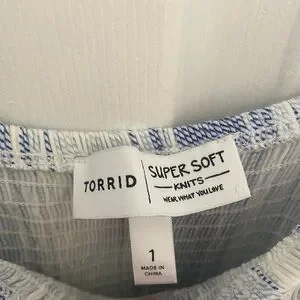 TORRID
SUPER SOFT
KNITS
WEAR WHAT YOU LOVE
1
MADE IN
CHINA